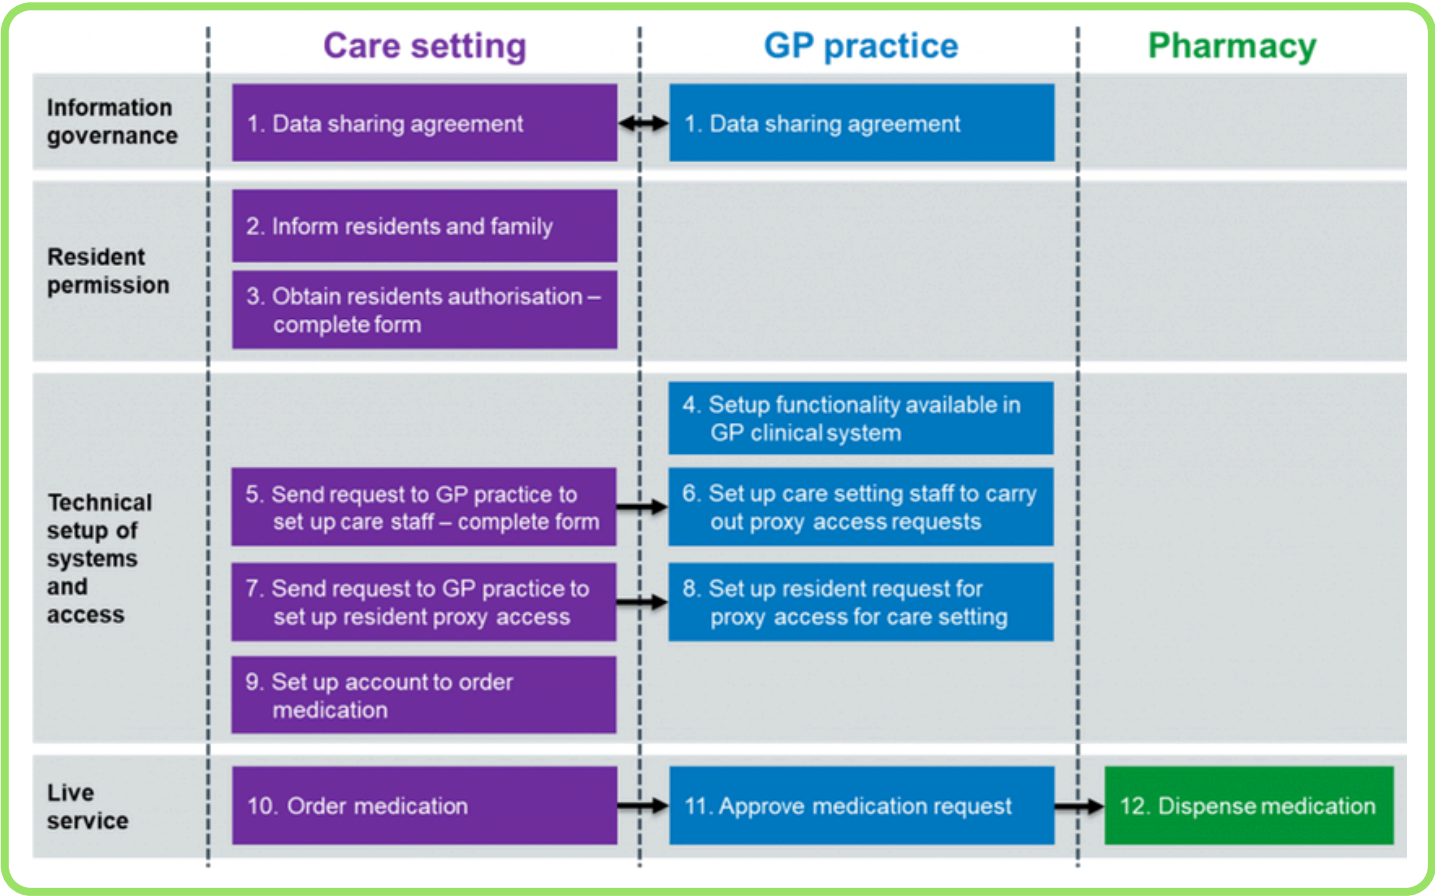 Care setting
GP practice
Pharmacy
Information
governance
1. Data sharing agreement
1. Data sharing agreement
Resident
permission
2. Inform residents and family
3. Obtain residents authorisation –
complete form
Technical
setup of
systems
and
access
4. Setup functionality available in
GP clinical system
5. Send request to GP practice to
set up care staff – complete form
6. Set up care setting staff to carry
out proxy access requests
7. Send request to GP practice to
set up resident proxy access
8. Set up resident request for
proxy access for care setting
9. Set up account to order
medication
Live
service
10. Order medication
11. Approve medication request
12. Dispense medication